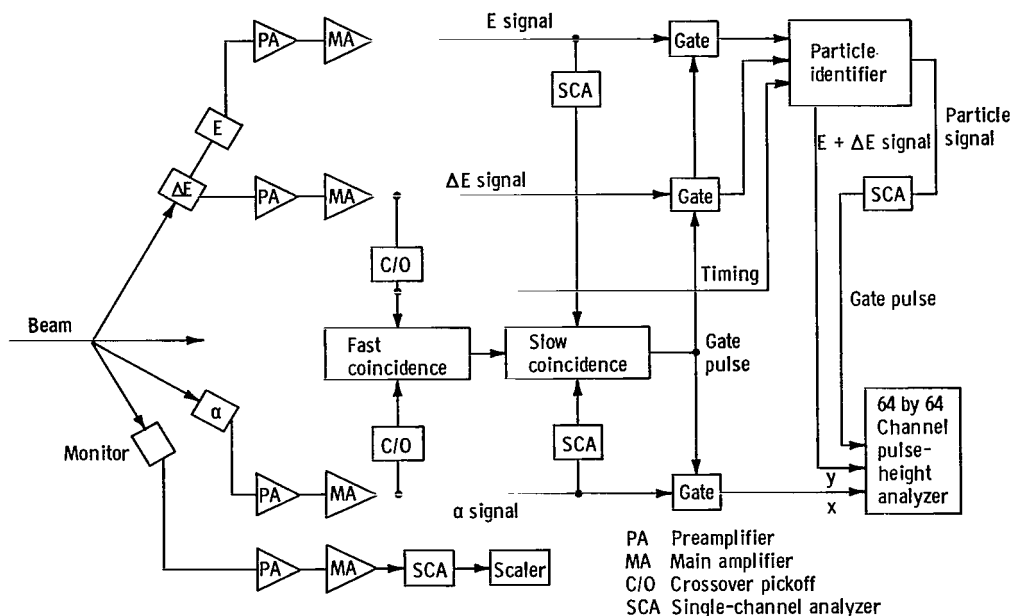 E signal
PA
MA
Gate
Particle
identifier
SCA
E
Particle
signal
E + ΔE signal
ΔE
PA
MA
ΔE signal
Gate
SCA
C/O
Timing
Gate pulse
Beam
Fast
coincidence
Slow
coincidence
Gate
pulse
α
64 by 64
Channel
pulse-
height
analyzer
C/O
SCA
Monitor
PA
MA
α signal
Gate
y
x
PA
MA
SCA
Scaler
PA Preamplifier
MA Main amplifier
C/O Crossover pickoff
SCA Single-channel analyzer